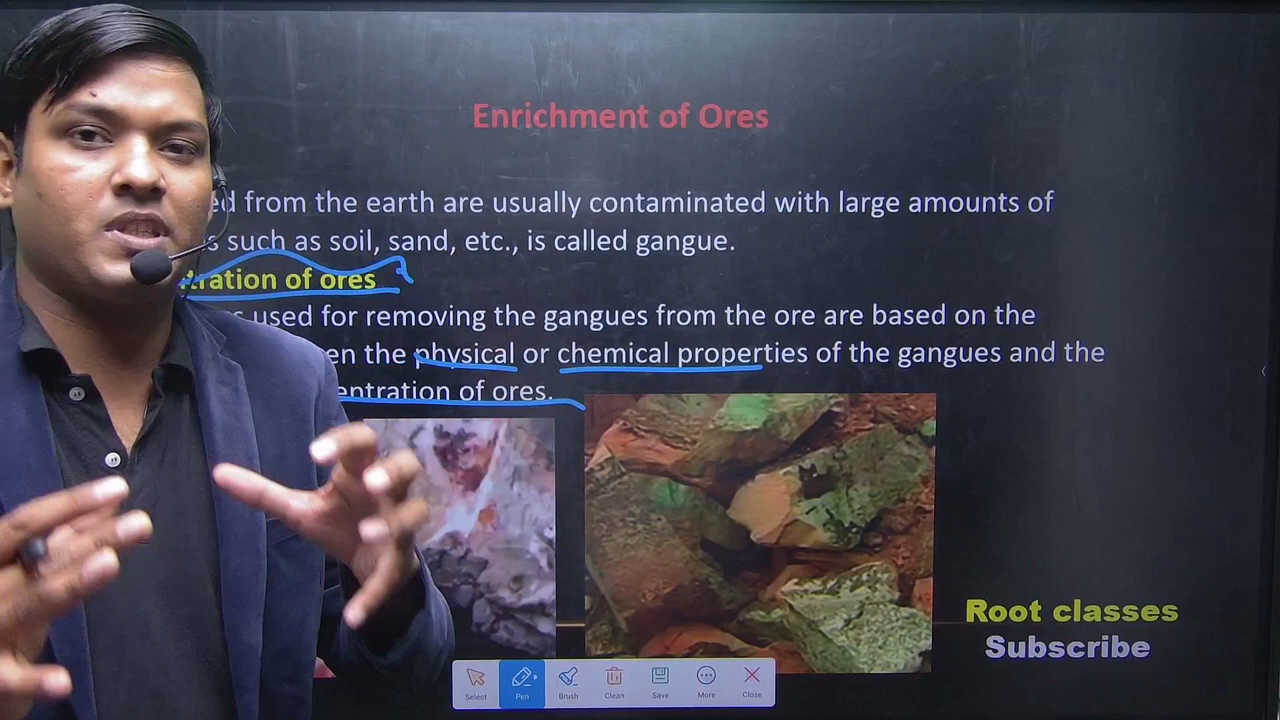 Enrichment of Ores
ed from the earth are usually contaminated with large amounts of
s such as soil, sand, etc., is called gangue.
tration of ores
s used for removing the gangues from the ore are based on the
en the physical or chemical properties of the gangues and the
entration of ores.
Root classes
Subscribe
Select Pen Brush Clean Save More Close